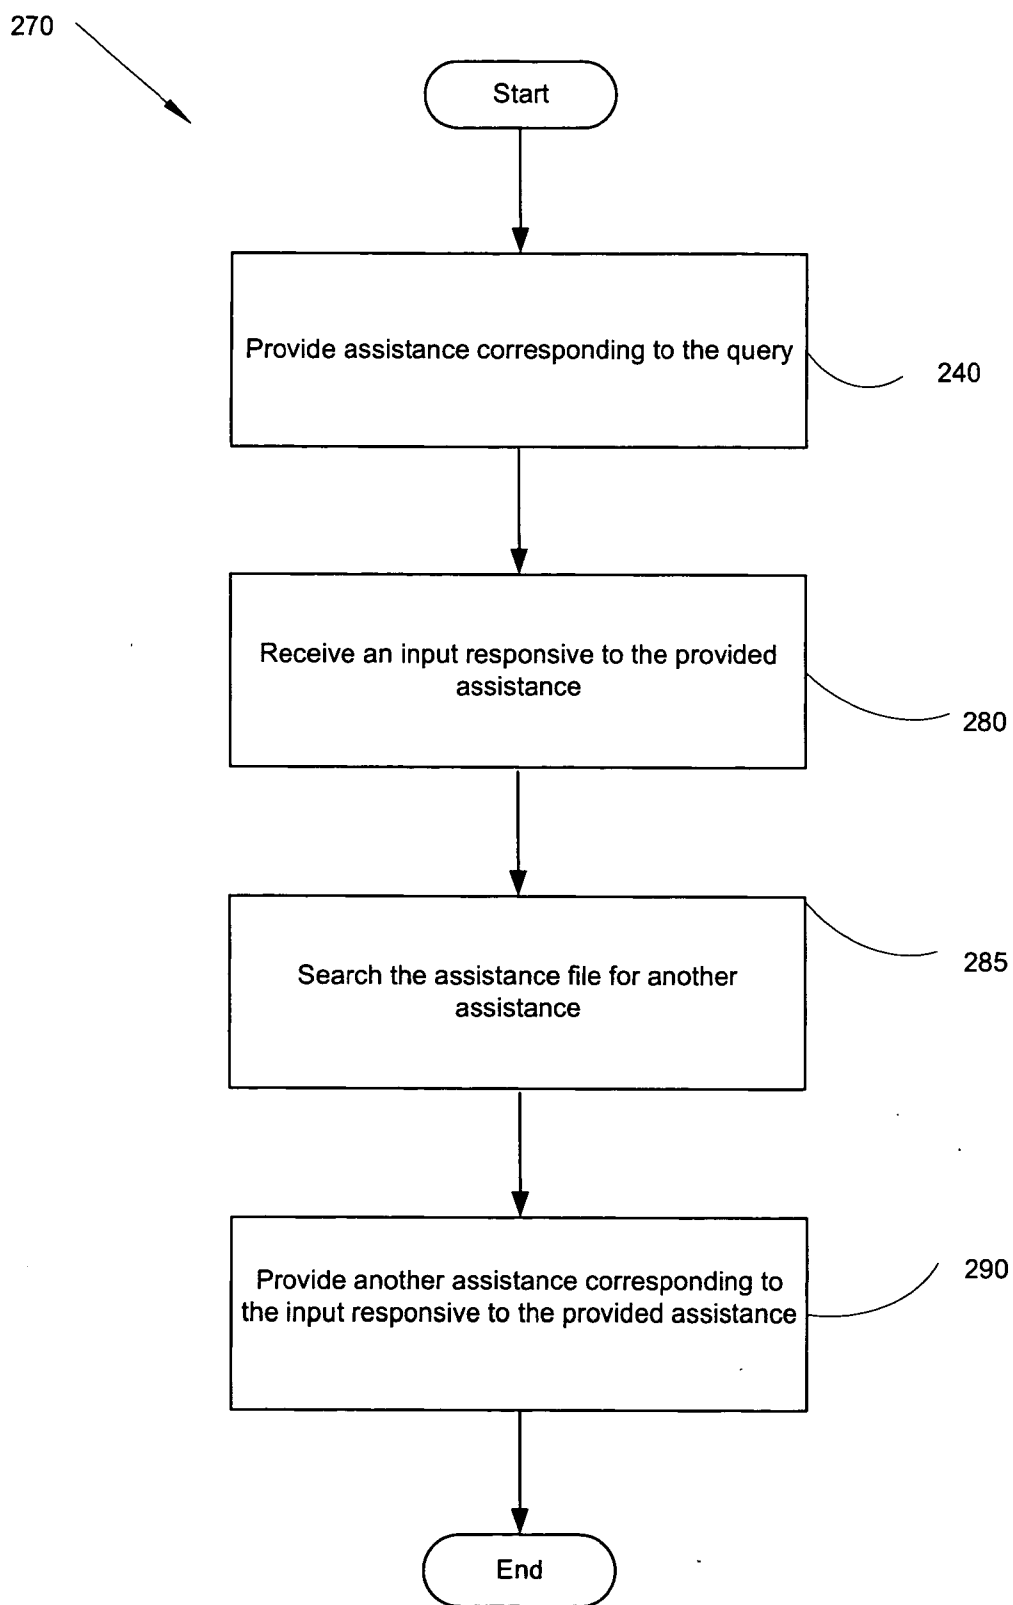 270
Start
Provide assistance corresponding to the query
240
Receive an input responsive to the provided
assistance
280
Search the assistance file for another
assistance
285
Provide another assistance corresponding to
the input responsive to the provided assistance
290
End